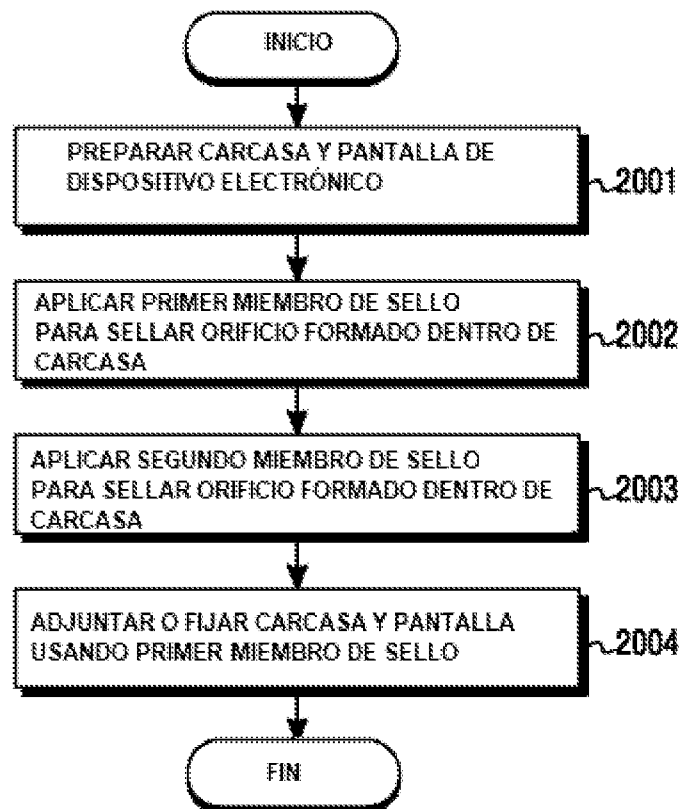 INICIO
PREPARAR CARCASA Y PANTALLA DE
DISPOSITIVO ELECTRÓNICO
2001
APLICAR PRIMER MIEMBRO DE SELLO
PARA SELLAR ORIFICIO FORMADO DENTRO DE
CARCASA
2002
APLICAR SEGUNDO MIEMBRO DE SELLO
PARA SELLAR ORIFICIO FORMADO DENTRO DE
CARCASA
2003
ADJUNTAR O FIJAR CARCASA Y PANTALLA
USANDO PRIMER MIEMBRO DE SELLO
2004
FIN